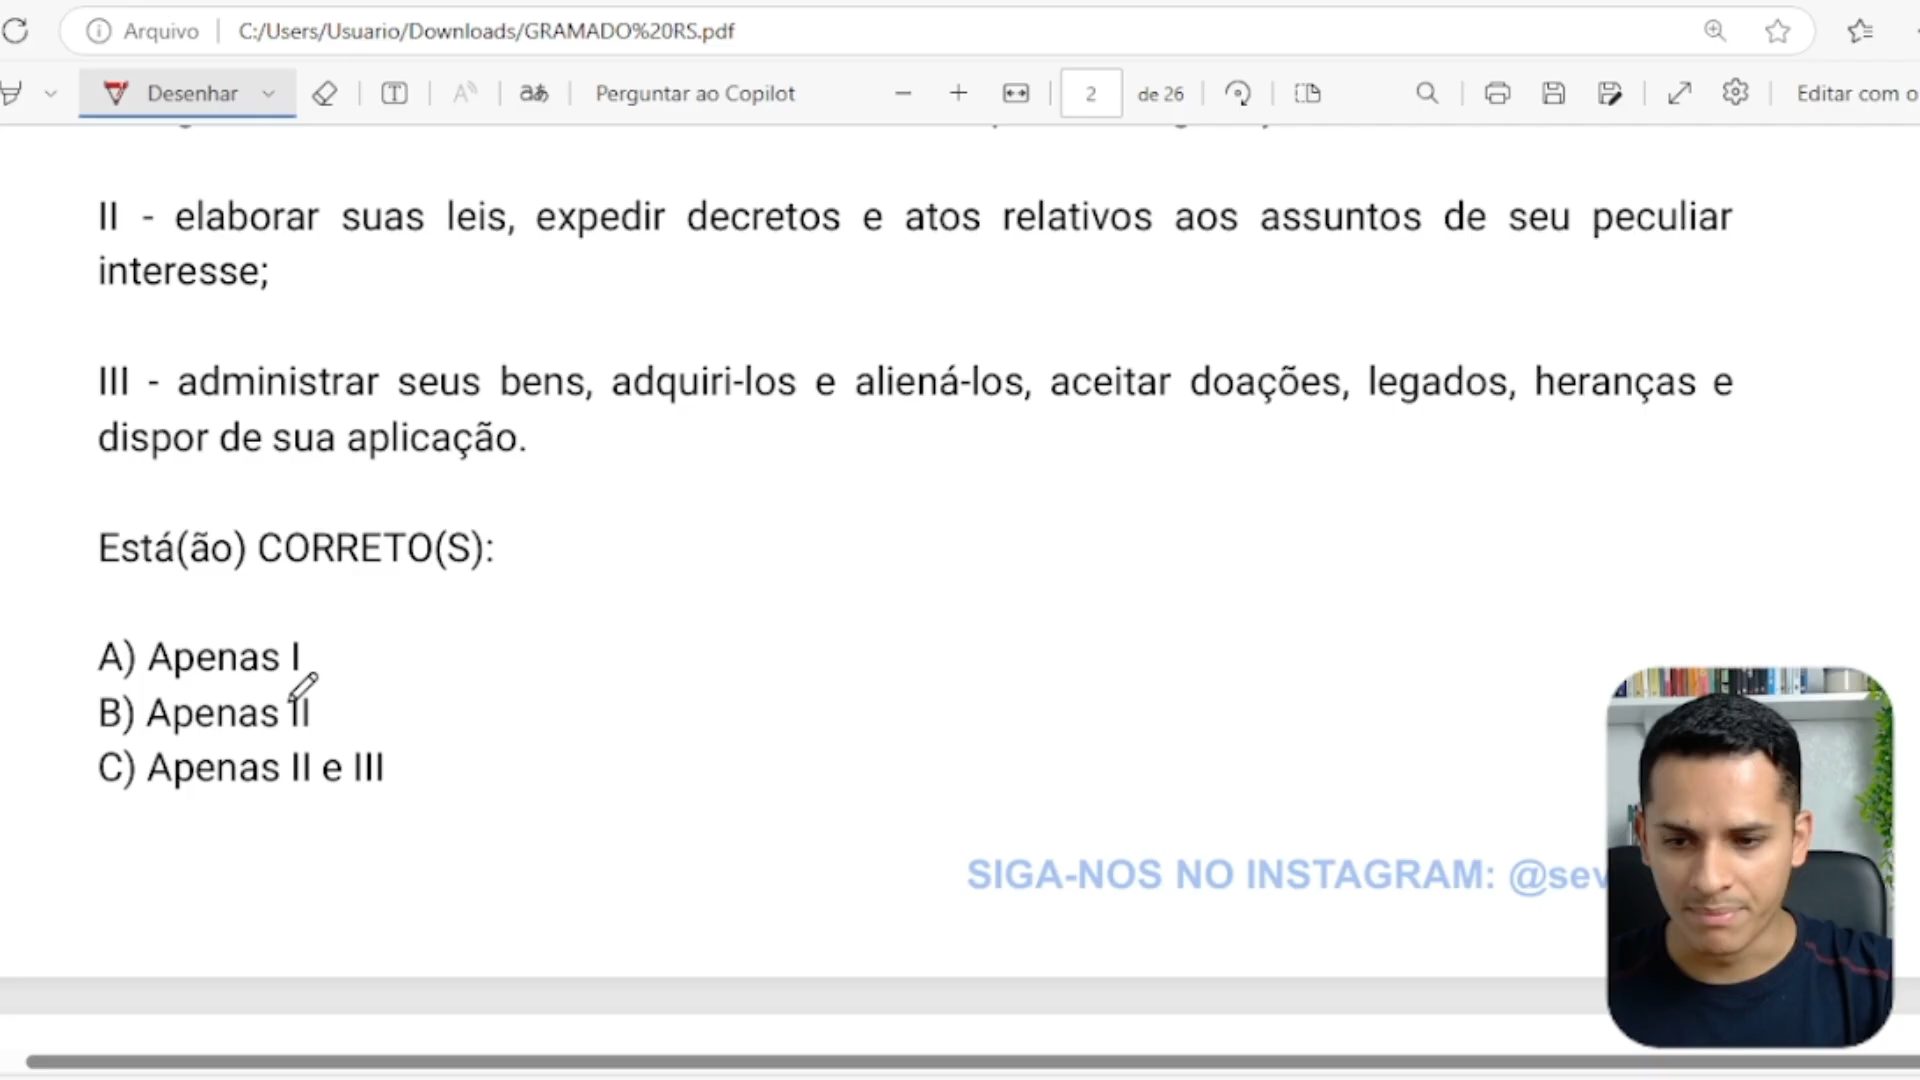 Arquivo C:/Users/Usuario/Downloads/GRAMADO%20RS.pdf
Desenhar aあ Perguntar ao Copilot 2 de 26 Editar com o
II - elaborar suas leis, expedir decretos e atos relativos aos assuntos de seu peculiar
interesse;
III - administrar seus bens, adquiri-los e aliená-los, aceitar doações, legados, heranças e
dispor de sua aplicação.
Está(ão) CORRETO(S):
A) Apenas I
B) Apenas II
C) Apenas II e III
SIGA-NOS NO INSTAGRAM: @sev